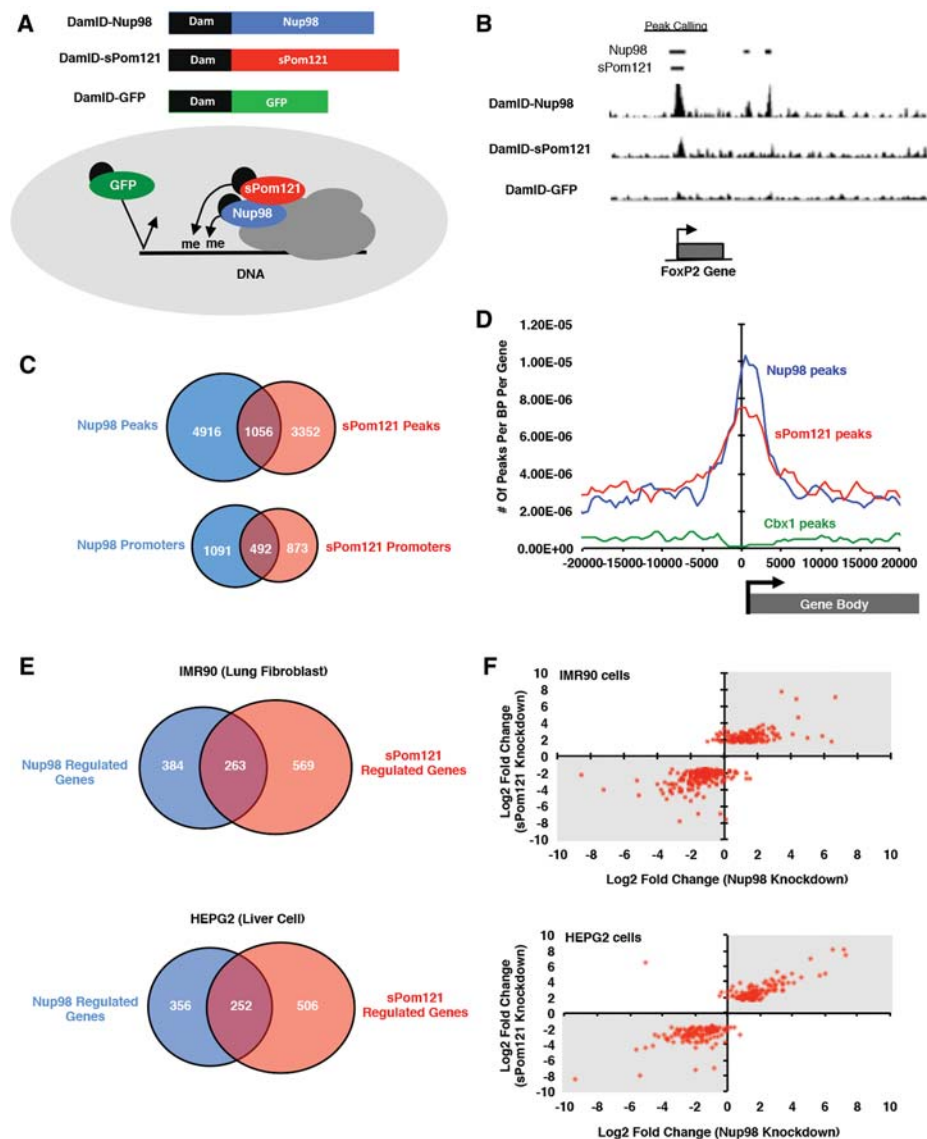 A
DamID-Nup98
Dam
Nup98
DamID-sPom121
Dam
sPom121
DamID-GFP
Dam
GFP
GFP
sPom121
Nup98
me me
DNA
B
Peak Calling
Nup98
sPom121
DamID-Nup98
DamID-sPom121
DamID-GFP
FoxP2 Gene
C
Nup98 Peaks
4916
1056
3352
sPom121 Peaks
Nup98 Promoters
1091
492
873
sPom121 Promoters
D
# Of Peaks Per BP Per Gene
1.20E-05
1.00E-05
8.00E-06
6.00E-06
4.00E-06
2.00E-06
0.00E+00
Nup98 peaks
sPom121 peaks
Cbx1 peaks
-20000 -15000 -10000 -5000 0 5000 10000 15000 20000
Gene Body
E
IMR90 (Lung Fibroblast)
Nup98 Regulated
Genes
384
263
569
sPom121
Regulated Genes
HEPG2 (Liver Cell)
Nup98 Regulated
Genes
356
252
506
sPom121
Regulated Genes
F
IMR90 cells
Log2 Fold Change
(sPom121 Knockdown)
10
8
6
4
2
0
-2
-4
-6
-8
-10
-10 -8 -6 -4 -2 0 2 4 6 8 10
Log2 Fold Change (Nup98 Knockdown)
HEPG2 cells
Log2 Fold Change
(sPom121 Knockdown)
10
8
6
4
2
0
-2
-4
-6
-8
-10
-10 -8 -6 -4 -2 0 2 4 6 8 10
Log2 Fold Change (Nup98 Knockdown)